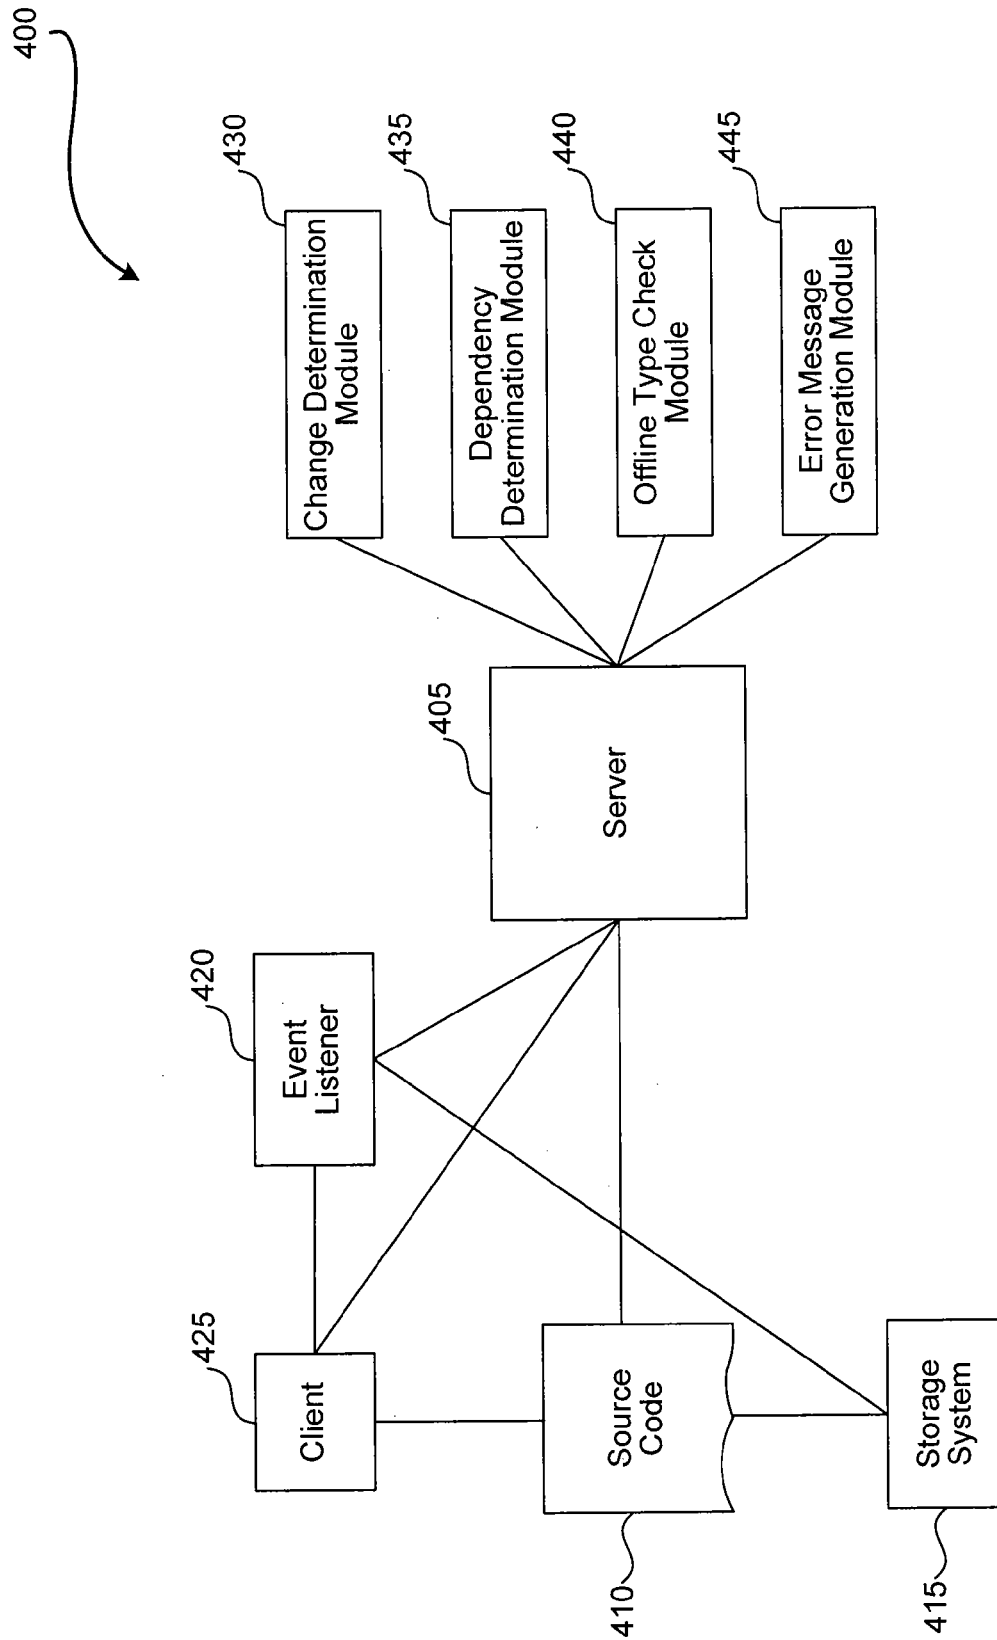 400
425
Client
420
Event
Listener
410
Source
Code
415
Storage
System
405
Server
430
Change Determination
Module
435
Dependency
Determination Module
440
Offline Type Check
Module
445
Error Message
Generation Module